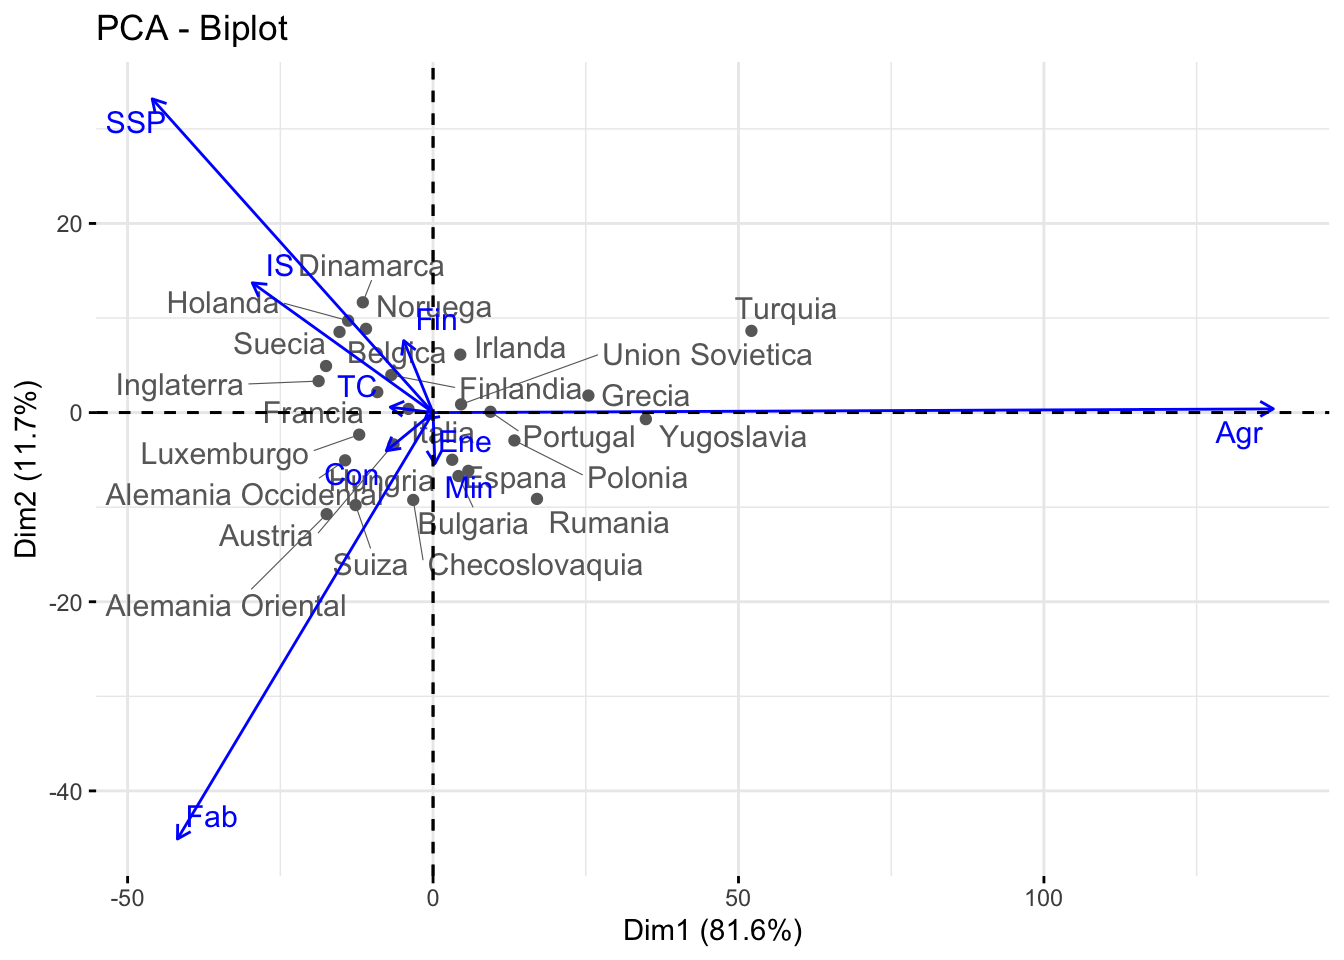 PCA - Biplot
SSP
IS
Dinamarca
Holanda
Noruega
Fin
Turquia
Suecia
Belgica
Irlanda
Union Sovietica
Inglaterra
TC
Finlandia
Grecia
Francia
Italia
Ene
Portugal
Yugoslavia
Agr
Luxemburgo
Con
Hungria
Espana
Polonia
Min
Alemania Occidental
Austria
Bulgaria
Rumania
Suiza
Checoslovaquia
Alemania Oriental
Fab
20
0
-20
-40
-50
0
50
100
Dim1 (81.6%)
Dim2 (11.7%)